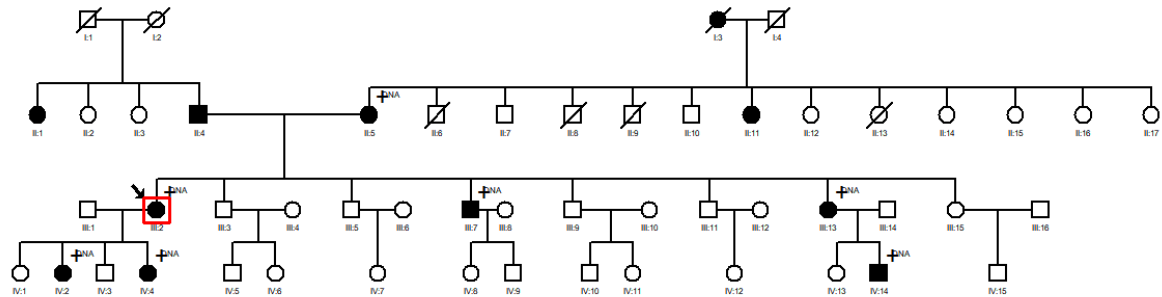 I:1 I:2 I:3 I:4
DNA
II:1 II:2 II:3 II:4 II:5 II:6 II:7 II:8 II:9 II:10 II:11 II:12 II:13 II:14 II:15 II:16 II:17
DNA DNA DNA
III:1 III:2 III:3 III:4 III:5 III:6 III:7 III:8 III:9 III:10 III:11 III:12 III:13 III:14 III:15 III:16
DNA DNA DNA
IV:1 IV:2 IV:3 IV:4 IV:5 IV:6 IV:7 IV:8 IV:9 IV:10 IV:11 IV:12 IV:13 IV:14 IV:15